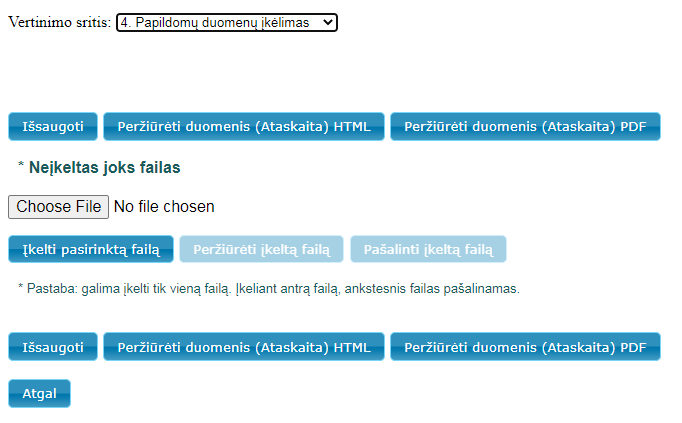 Vertinimo sritis: 4. Papildomų duomenų įkėlimas
Išsaugoti Peržiūrėti duomenis (Ataskaita) HTML Peržiūrėti duomenis (Ataskaita) PDF
* Neįkeltas joks failas
Choose File No file chosen
Įkelti pasirinktą failą Peržiūrėti įkeltą failą Pašalinti įkeltą failą
* Pastaba: galima įkelti tik vieną failą. Įkeliant antrą failą, ankstesnis failas pašalinamas.
Išsaugoti Peržiūrėti duomenis (Ataskaita) HTML Peržiūrėti duomenis (Ataskaita) PDF
Atgal